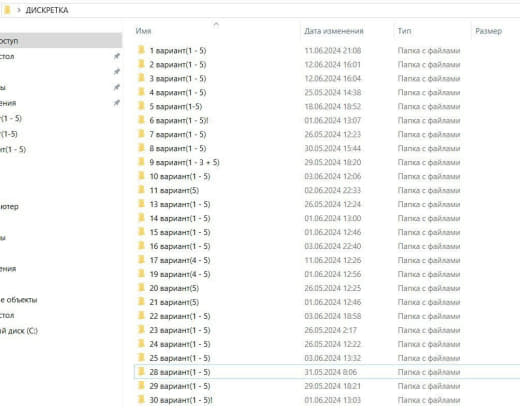 ДИСКРЕТКА
Имя Дата изменения Тип Размер
оступ
стол
ы
ения
т(1 - 5)
(1-5)
нт(1 - 5)
ьютер
ы
ения
е объекты
стол
й диск (C:)
1 вариант(1 - 5) 11.06.2024 21:08 Папка с файлами
2 вариант(1 - 5) 12.06.2024 16:01 Папка с файлами
3 вариант(1 - 5) 12.06.2024 16:04 Папка с файлами
4 вариант(1 - 5) 25.05.2024 14:38 Папка с файлами
5 вариант(1-5) 18.06.2024 18:52 Папка с файлами
6 вариант(1 - 5)! 01.06.2024 13:07 Папка с файлами
7 вариант(1 - 5) 26.05.2024 12:23 Папка с файлами
8 вариант(1 - 5) 30.05.2024 15:44 Папка с файлами
9 вариант(1 - 3 + 5) 29.05.2024 18:20 Папка с файлами
10 вариант(1 - 5) 03.06.2024 12:06 Папка с файлами
11 вариант(5) 02.06.2024 22:33 Папка с файлами
13 вариант(1 - 5) 26.05.2024 12:24 Папка с файлами
14 вариант(1 - 5) 01.06.2024 13:00 Папка с файлами
15 вариант(1 - 5) 01.06.2024 12:46 Папка с файлами
16 вариант(1 - 5) 03.06.2024 22:40 Папка с файлами
17 вариант(4 - 5) 11.06.2024 12:26 Папка с файлами
19 вариант(4 - 5) 01.06.2024 12:56 Папка с файлами
20 вариант(5) 26.05.2024 12:25 Папка с файлами
21 вариант(5) 01.06.2024 12:46 Папка с файлами
22 вариант(1 - 5) 03.06.2024 18:58 Папка с файлами
23 вариант(1 - 5) 26.05.2024 2:17 Папка с файлами
24 вариант(1 - 5) 26.05.2024 12:22 Папка с файлами
25 вариант(1 - 5) 03.06.2024 13:32 Папка с файлами
28 вариант(1 - 5) 31.05.2024 8:06 Папка с файлами
29 вариант(1 - 5) 29.05.2024 18:21 Папка с файлами
30 вариант(1 - 5)! 01.06.2024 13:03 Папка с файлами